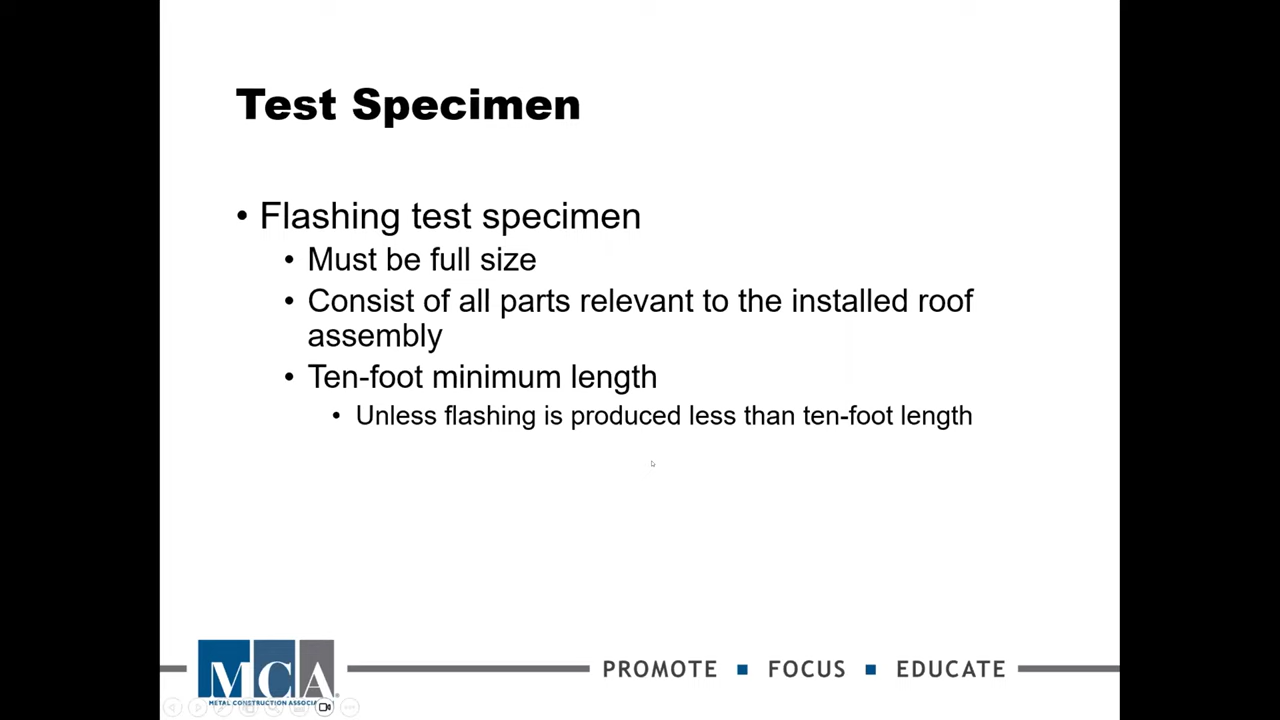 Test Specimen
• Flashing test specimen
• Must be full size
• Consist of all parts relevant to the installed roof
assembly
• Ten-foot minimum length
• Unless flashing is produced less than ten-foot length
MCA®
METAL CONSTRUCTION
PROMOTE ■ FOCUS ■ EDUCATE